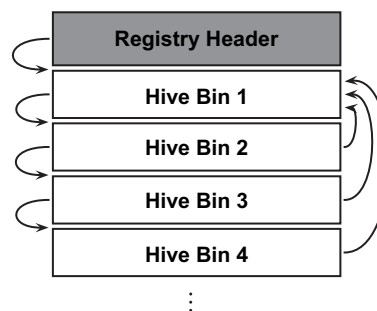 Registry Header
Hive Bin 1
Hive Bin 2
Hive Bin 3
Hive Bin 4